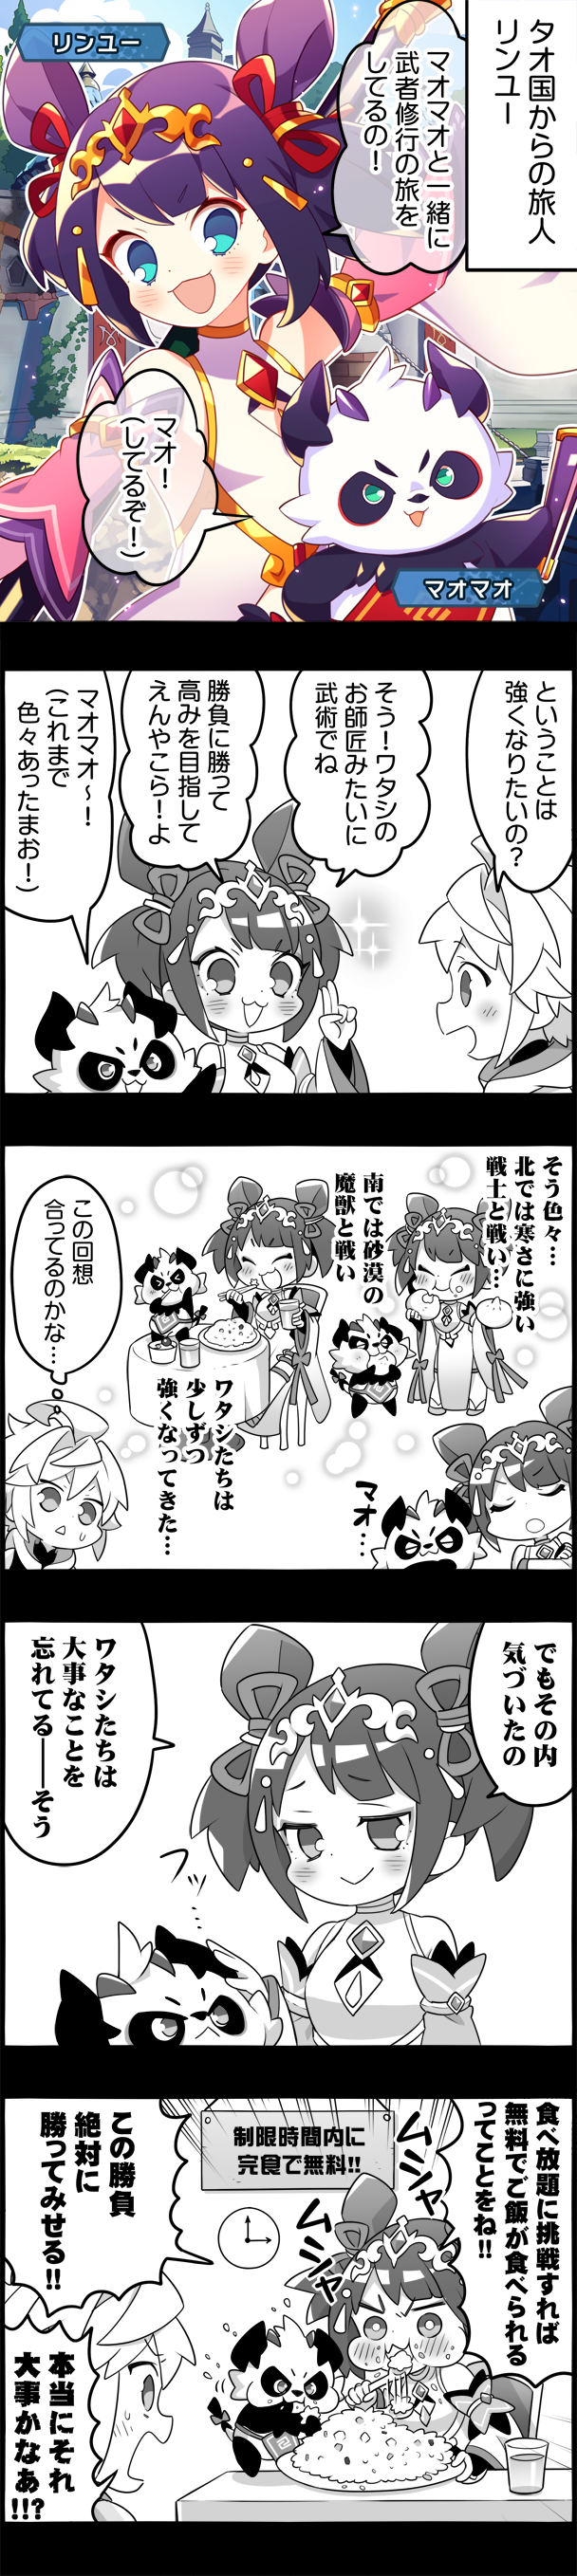 タオ国からの旅人
リンユー
リンユー
マオマオと一緒に
武者修行の旅を
してるの！
マオ！
(してるぞ！)
マオマオ
ということは
強くなりたいの？
そう！ワタシの
お師匠みたいに
武術でね
勝負に勝って
高みを目指して
えんやこら！よ
マオマオ～！
(これまで
色々あったまお！)
そう色々…
北では寒さに強い
戦士と戦い…
南では砂漠の
魔獣と戦い
ワタシたちは
少しずつ
強くなってきた…
マオ…
この回想
合ってるのかな…
でもその内
気づいたの
ワタシたちは
大事なことを
忘れてる――そう
食べ放題に挑戦すれば
無料でご飯が食べられる
ってことをね!!
制限時間内に
完食で無料!!
ムシャ
ムシャ
この勝負
絶対に
勝ってみせる!!
本当にそれ
大事かなぁ!!?